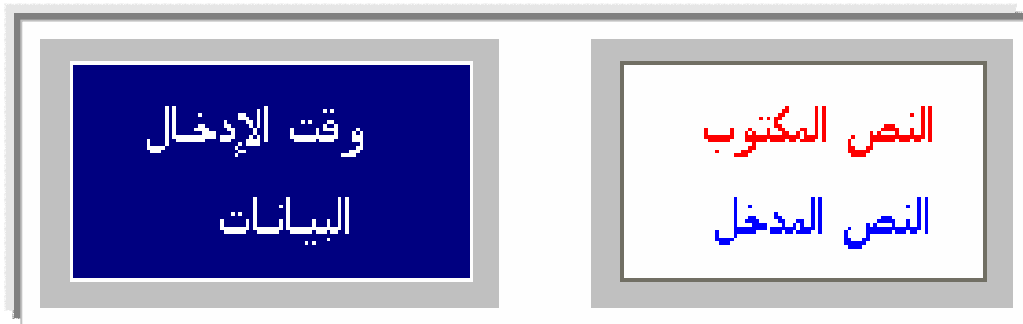 النص المكتوب
النص المدخل
وقت الإدخال
البيانات